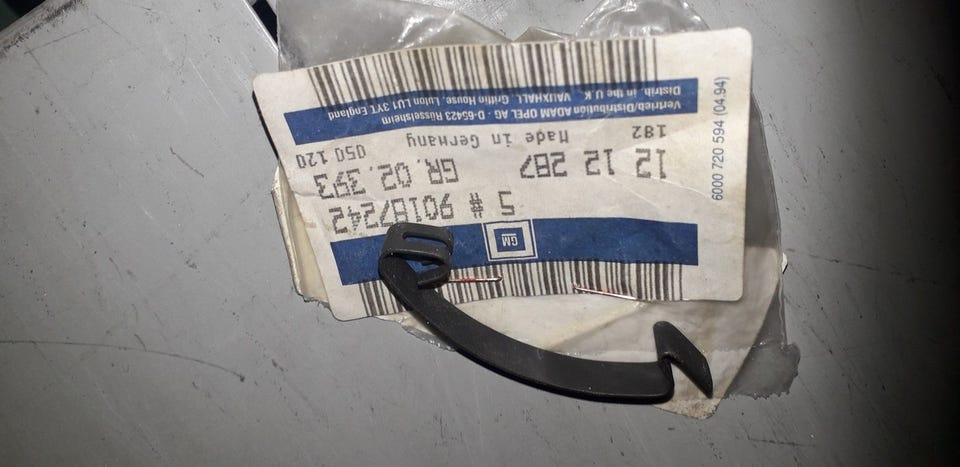 GM
5 # 90187242
12 12 287 GR. 02.393
182 Made in Germany 050 120
Vertrieb/Distribution ADAM OPEL AG · D-65423 Rüsselsheim
Distrib. in the U.K. VAUXHALL, Griffin House, Luton LU1 3YT, England
6000 720 594 (04.94)